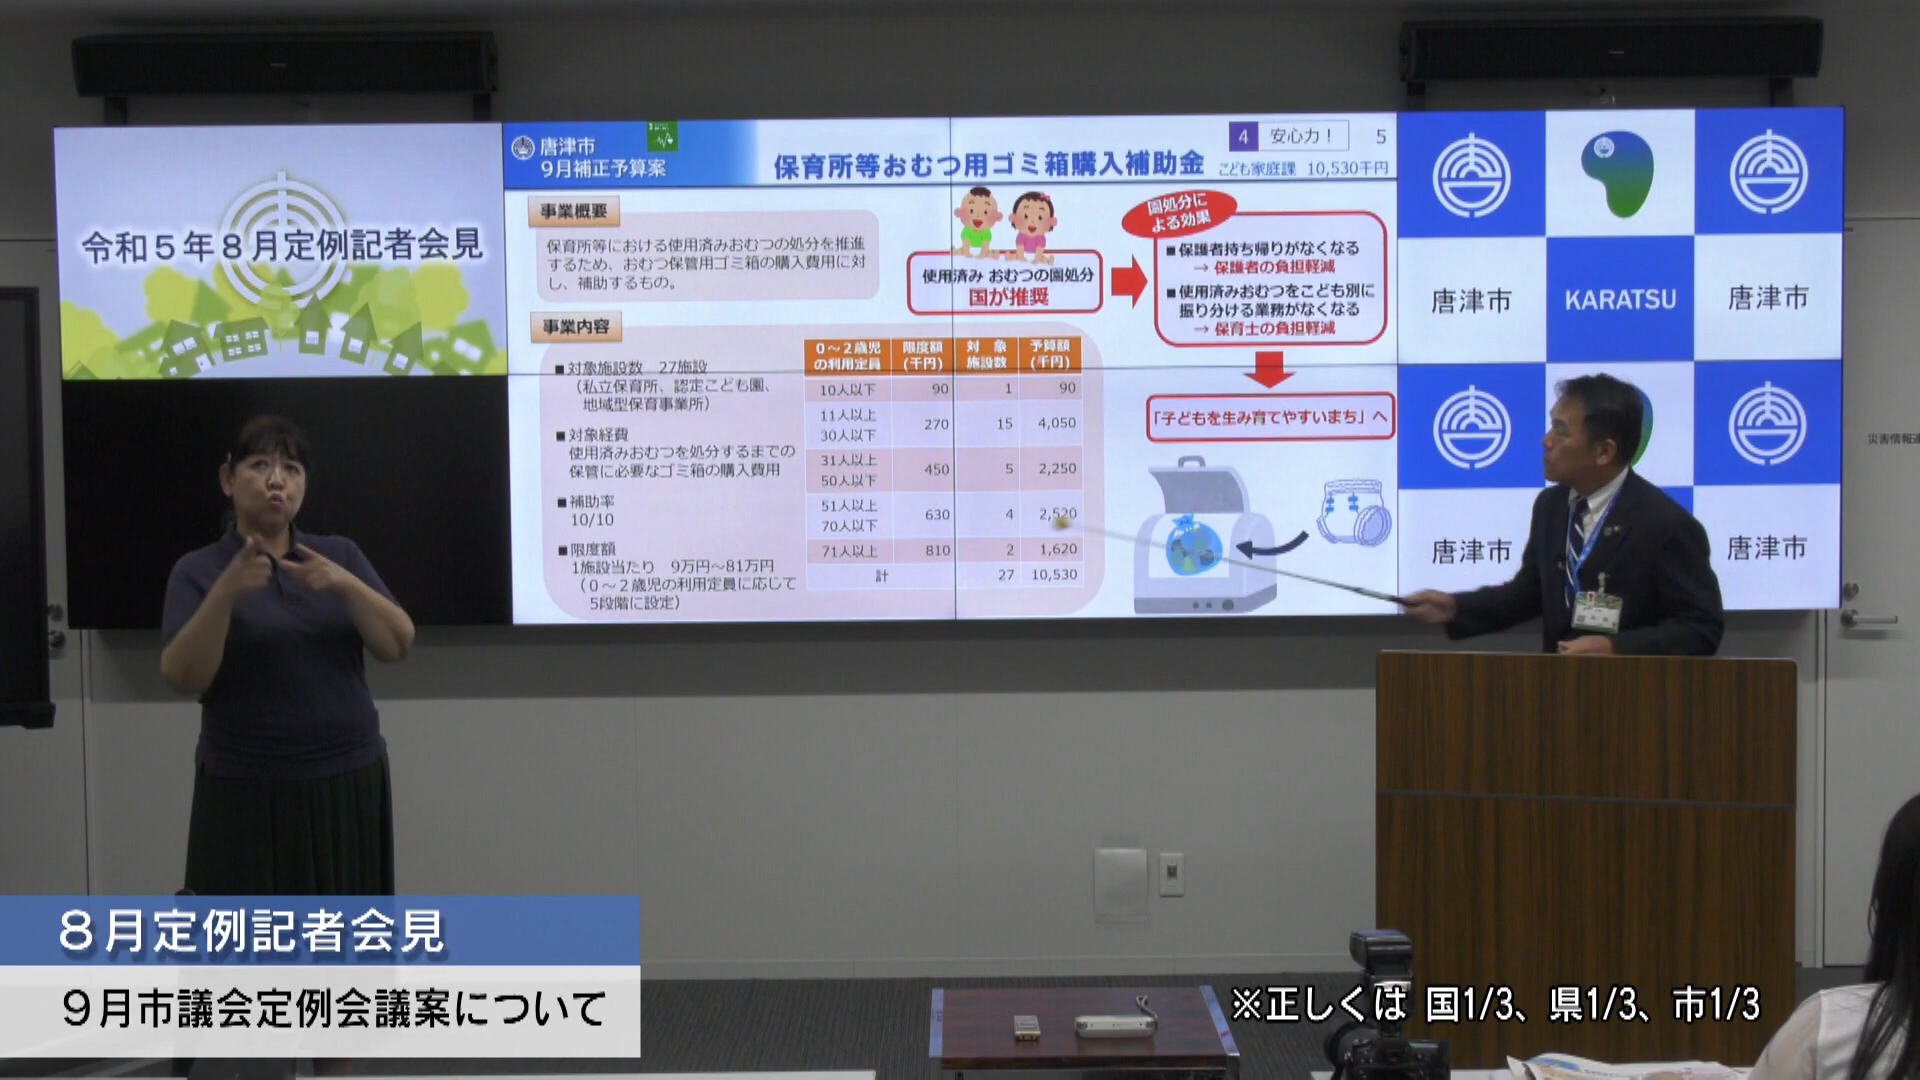 令和5年8月定例記者会見
唐津市
9月補正予算案
保育所等おむつ用ゴミ箱購入補助金
4 安心力！ 5
こども家庭課 10,530千円
事業概要
保育所等における使用済みおむつの処分を推進
するため、おむつ保管用ゴミ箱の購入費用に対
し、補助するもの。
使用済み おむつの園処分
国が推奨
園処分に
よる効果
■保護者持ち帰りがなくなる
→ 保護者の負担軽減
■使用済みおむつをこども別に
振り分ける業務がなくなる
→ 保育士の負担軽減
「子どもを生み育てやすいまち」へ
事業内容
■対象施設数 27施設
（私立保育所、認定こども園、
地域型保育事業所）
■対象経費
使用済みおむつを処分するまでの
保管に必要なゴミ箱の購入費用
■補助率
10/10
■限度額
1施設当たり 9万円～81万円
（０～２歳児の利用定員に応じて
5段階に設定）
０～２歳児の利用定員 限度額(千円) 対象施設数 予算額(千円)
10人以下 90 1 90
11人以上30人以下 270 15 4,050
31人以上50人以下 450 5 2,250
51人以上70人以下 630 4 2,520
71人以上 810 2 1,620
計 27 10,530
唐津市 KARATSU 唐津市
唐津市 唐津市
災害情報
８月定例記者会見
９月市議会定例会議案について
※正しくは 国1/3、県1/3、市1/3